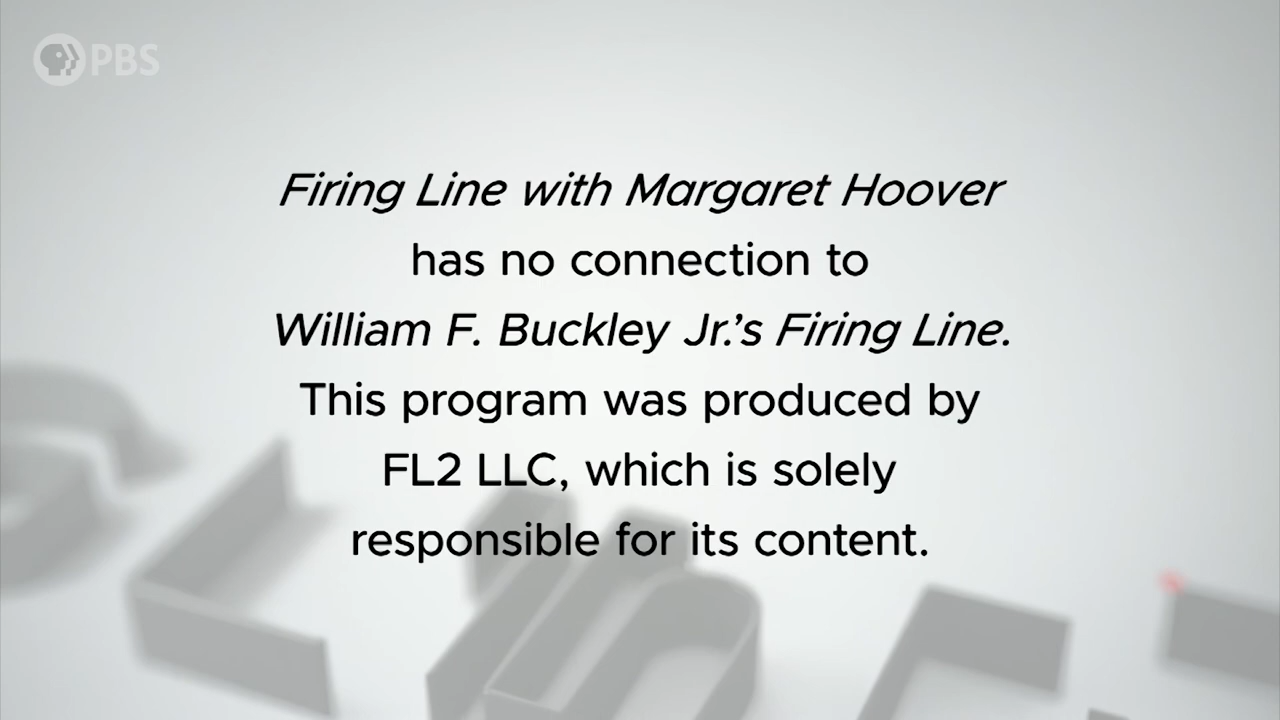 PBS
Firing Line with Margaret Hoover
has no connection to
William F. Buckley Jr.’s Firing Line.
This program was produced by
FL2 LLC, which is solely
responsible for its content.